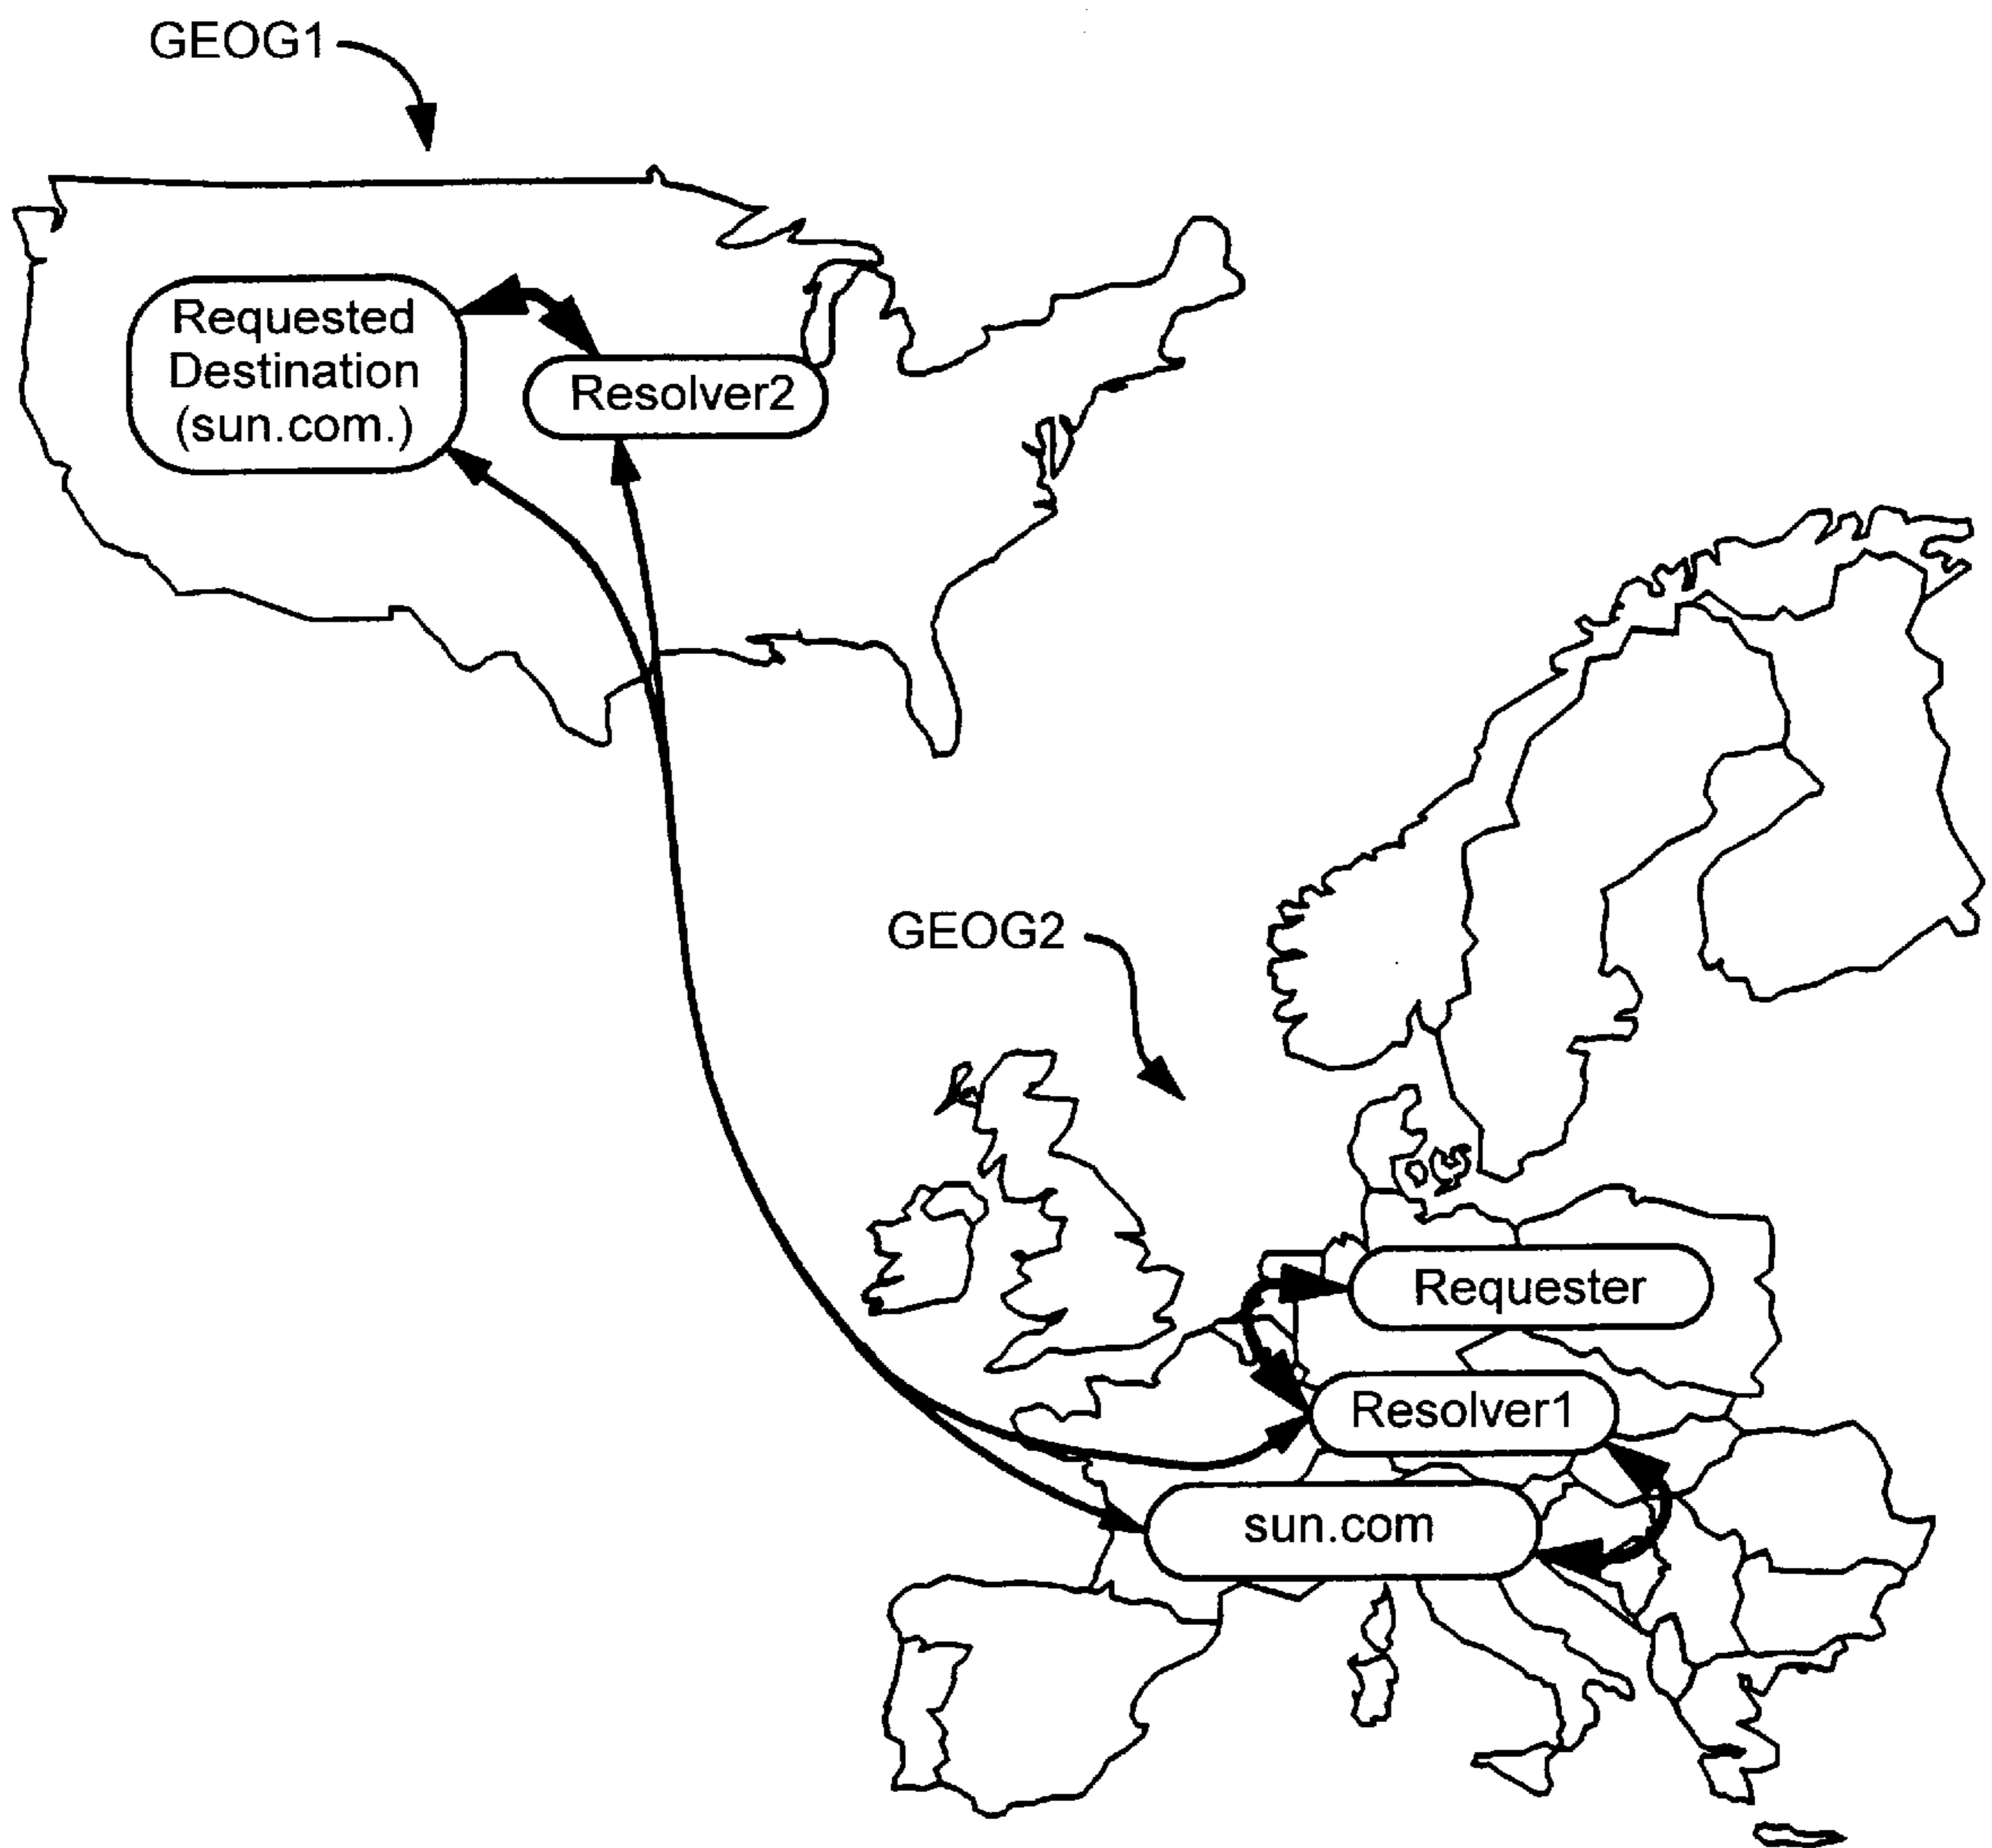 GEOG1
Requested
Destination
(sun.com.)
Resolver2
GEOG2
Requester
Resolver1
sun.com